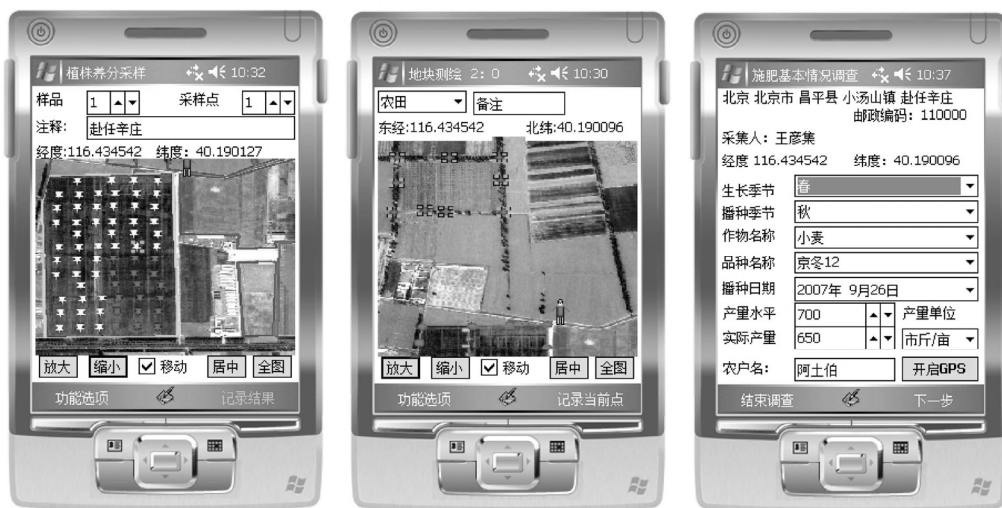 植株养分采样 10:32
样品 1 采样点 1
注释: 赴任辛庄
经度:116.434542 纬度: 40.190127
放大 缩小 移动 居中 全图
功能选项 记录结果
地块测绘 2: 0 10:30
农田 备注
东经:116.434542 北纬:40.190096
放大 缩小 移动 居中 全图
功能选项 记录当前点
施肥基本情况调查 10:37
北京 北京市 昌平县 小汤山镇 赴任辛庄
邮政编码: 110000
采集人: 王彦集
经度 116.434542 纬度: 40.190096
生长季节 春
播种季节 秋
作物名称 小麦
品种名称 京冬12
播种日期 2007年 9月26日
产量水平 700 产量单位
实际产量 650 市斤/亩
农户名: 阿土伯 开启GPS
结束调查 下一步